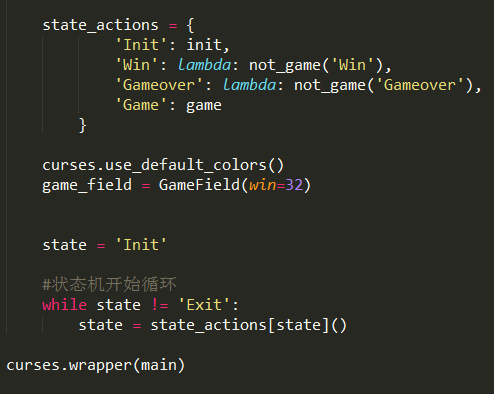 state_actions = {
'Init': init,
'Win': lambda: not_game('Win'),
'Gameover': lambda: not_game('Gameover'),
'Game': game
}
curses.use_default_colors()
game_field = GameField(win=32)
state = 'Init'
#状态机开始循环
while state != 'Exit':
state = state_actions[state]()
curses.wrapper(main)